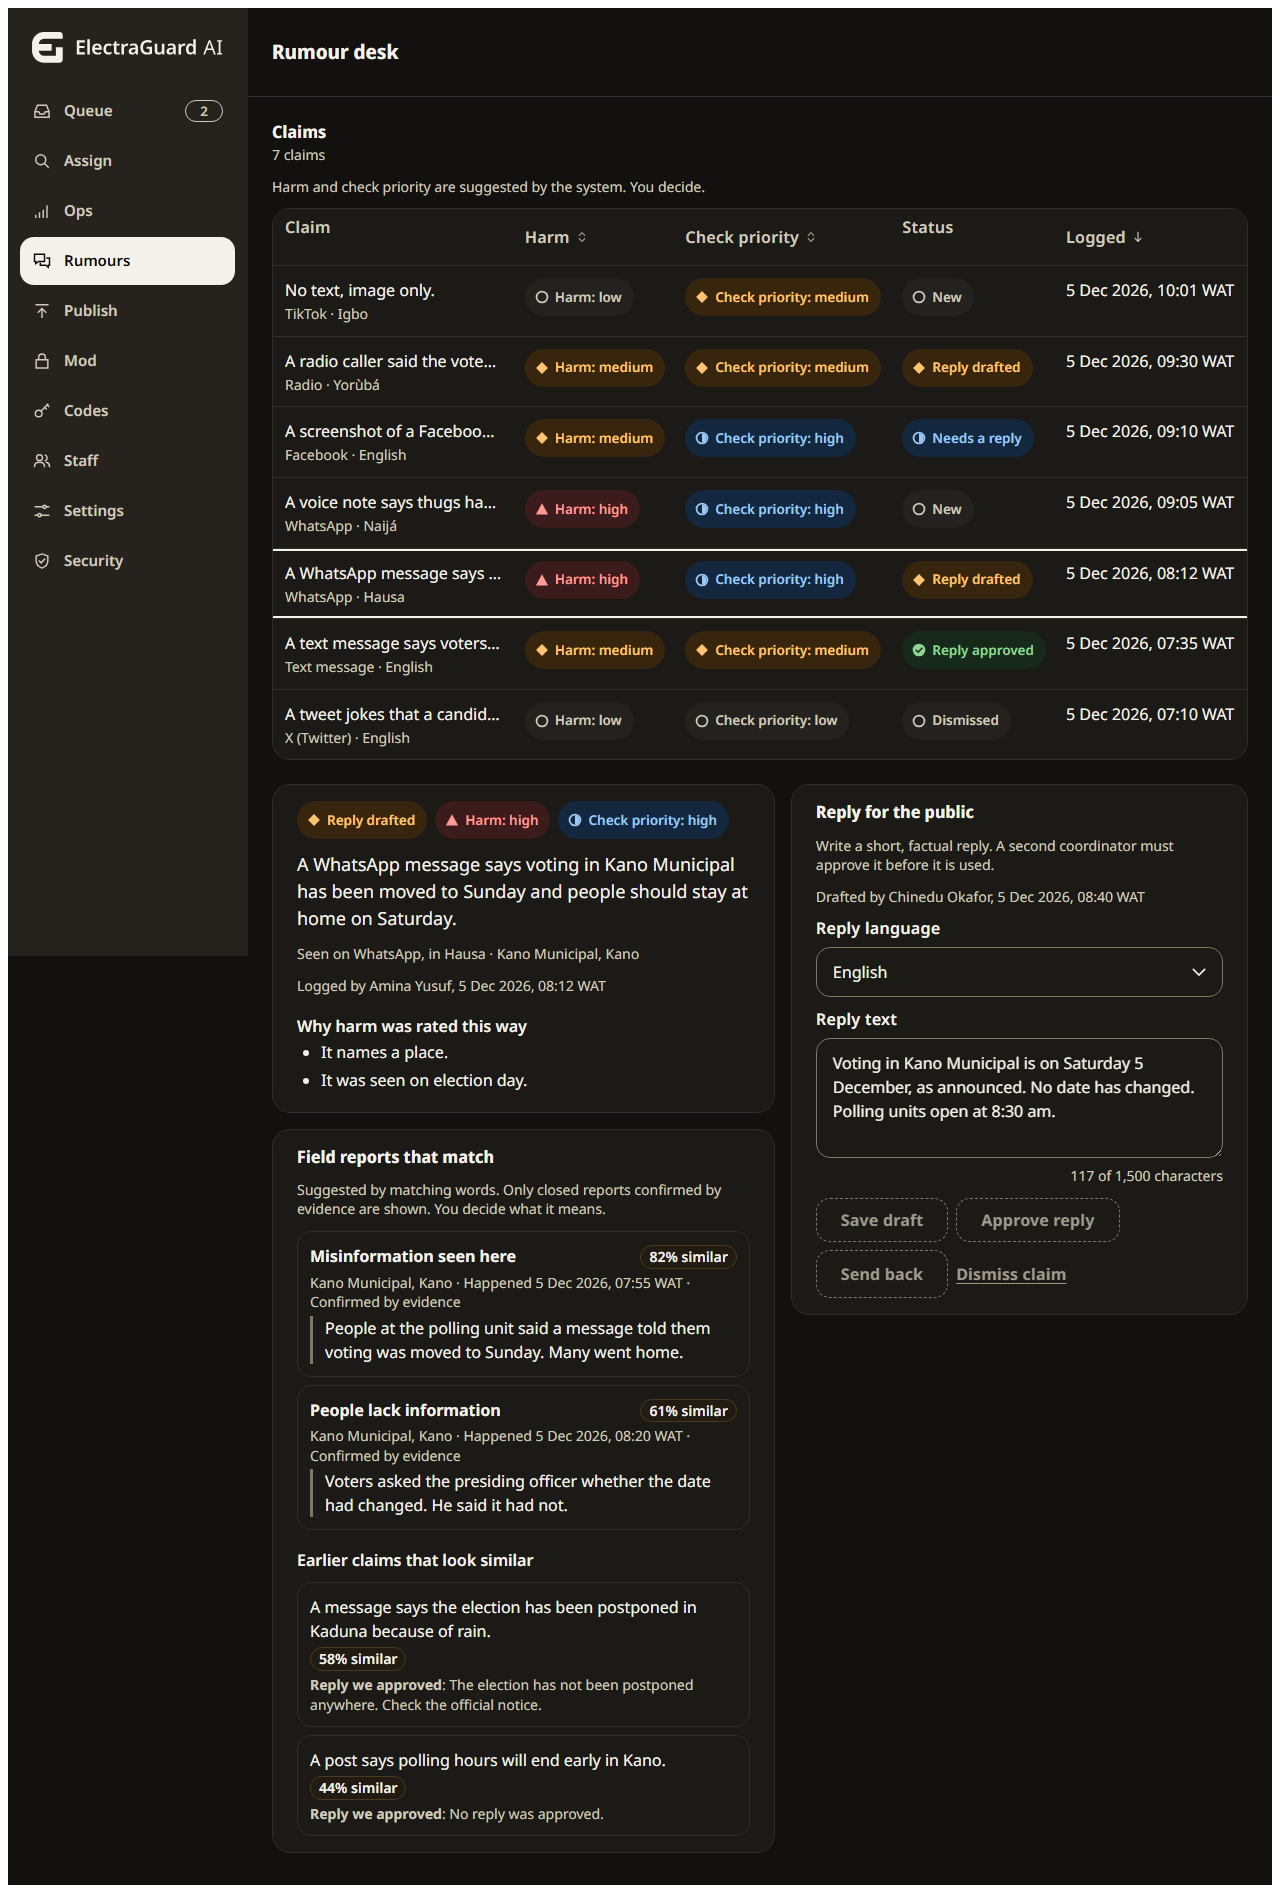 ElectraGuard AI
Queue 2
Assign
Ops
Rumours
Publish
Mod
Codes
Staff
Settings
Security
Rumour desk
Claims
7 claims
Harm and check priority are suggested by the system. You decide.
Claim Harm Check priority Status Logged
No text, image only. Harm: low Check priority: medium New 5 Dec 2026, 10:01 WAT
TikTok · Igbo
A radio caller said the vote... Harm: medium Check priority: medium Reply drafted 5 Dec 2026, 09:30 WAT
Radio · Yorùbá
A screenshot of a Faceboo... Harm: medium Check priority: high Needs a reply 5 Dec 2026, 09:10 WAT
Facebook · English
A voice note says thugs ha... Harm: high Check priority: high New 5 Dec 2026, 09:05 WAT
WhatsApp · Naijá
A WhatsApp message says ... Harm: high Check priority: high Reply drafted 5 Dec 2026, 08:12 WAT
WhatsApp · Hausa
A text message says voters... Harm: medium Check priority: medium Reply approved 5 Dec 2026, 07:35 WAT
Text message · English
A tweet jokes that a candid... Harm: low Check priority: low Dismissed 5 Dec 2026, 07:10 WAT
X (Twitter) · English
Reply drafted Harm: high Check priority: high
A WhatsApp message says voting in Kano Municipal
has been moved to Sunday and people should stay at
home on Saturday.
Seen on WhatsApp, in Hausa · Kano Municipal, Kano
Logged by Amina Yusuf, 5 Dec 2026, 08:12 WAT
Why harm was rated this way
It names a place.
It was seen on election day.
Field reports that match
Suggested by matching words. Only closed reports confirmed by
evidence are shown. You decide what it means.
Misinformation seen here 82% similar
Kano Municipal, Kano · Happened 5 Dec 2026, 07:55 WAT ·
Confirmed by evidence
People at the polling unit said a message told them
voting was moved to Sunday. Many went home.
People lack information 61% similar
Kano Municipal, Kano · Happened 5 Dec 2026, 08:20 WAT ·
Confirmed by evidence
Voters asked the presiding officer whether the date
had changed. He said it had not.
Earlier claims that look similar
A message says the election has been postponed in
Kaduna because of rain.
58% similar
Reply we approved: The election has not been postponed
anywhere. Check the official notice.
A post says polling hours will end early in Kano.
44% similar
Reply we approved: No reply was approved.
Reply for the public
Write a short, factual reply. A second coordinator must
approve it before it is used.
Drafted by Chinedu Okafor, 5 Dec 2026, 08:40 WAT
Reply language
English
Reply text
Voting in Kano Municipal is on Saturday 5
December, as announced. No date has changed.
Polling units open at 8:30 am.
117 of 1,500 characters
Save draft Approve reply
Send back Dismiss claim